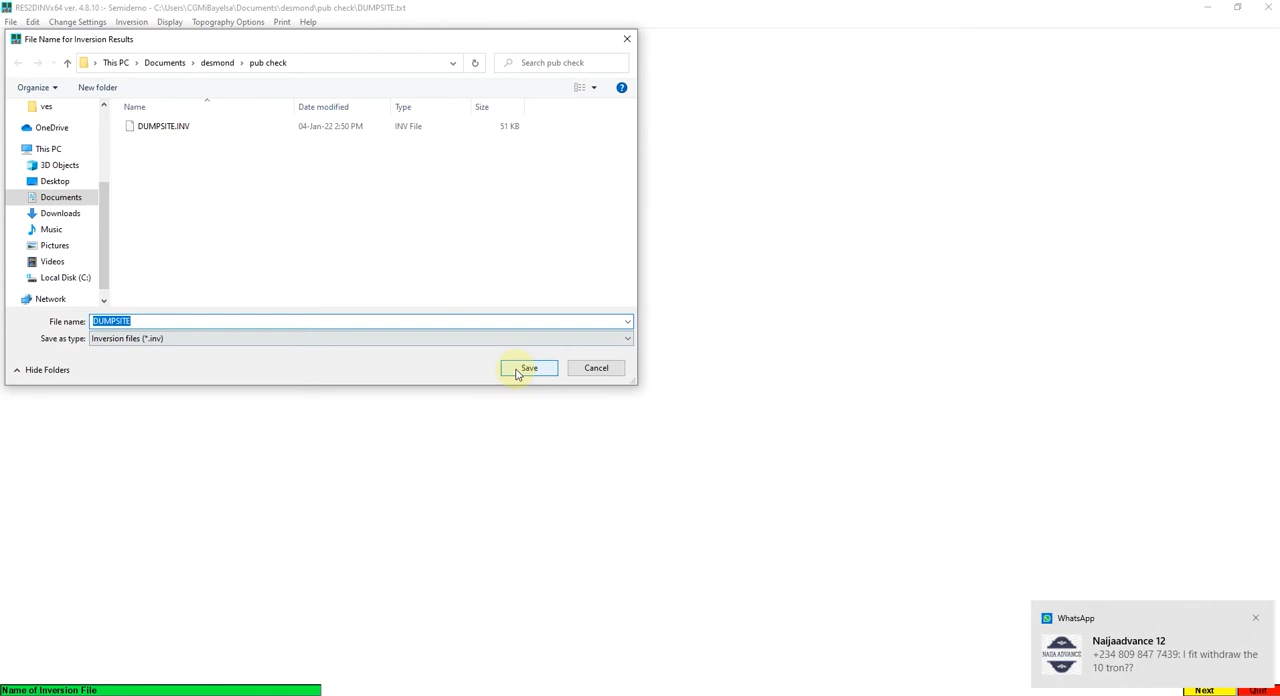 RES2DINVx64 ver. 4.8.10 :- Semidemo - C:\Users\CGMiBayelsa\Documents\desmond\pub check\DUMPSITE.txt
File Edit Change Settings Inversion Display Topography Options Print Help
File Name for Inversion Results
This PC Documents desmond pub check Search pub check
Organize New folder
Name Date modified Type Size
ves
DUMPSITE.INV 04-Jan-22 2:50 PM INV File 51 KB
OneDrive
This PC
3D Objects
Desktop
Documents
Downloads
Music
Pictures
Videos
Local Disk (C:)
Network
File name: DUMPSITE
Save as type: Inversion files (*.inv)
Hide Folders Save Cancel
WhatsApp
Naijaadvance 12
NAIJA ADVANCE
+234 809 847 7439: I fit withdraw the
10 tron??
Name of Inversion File Next Quit